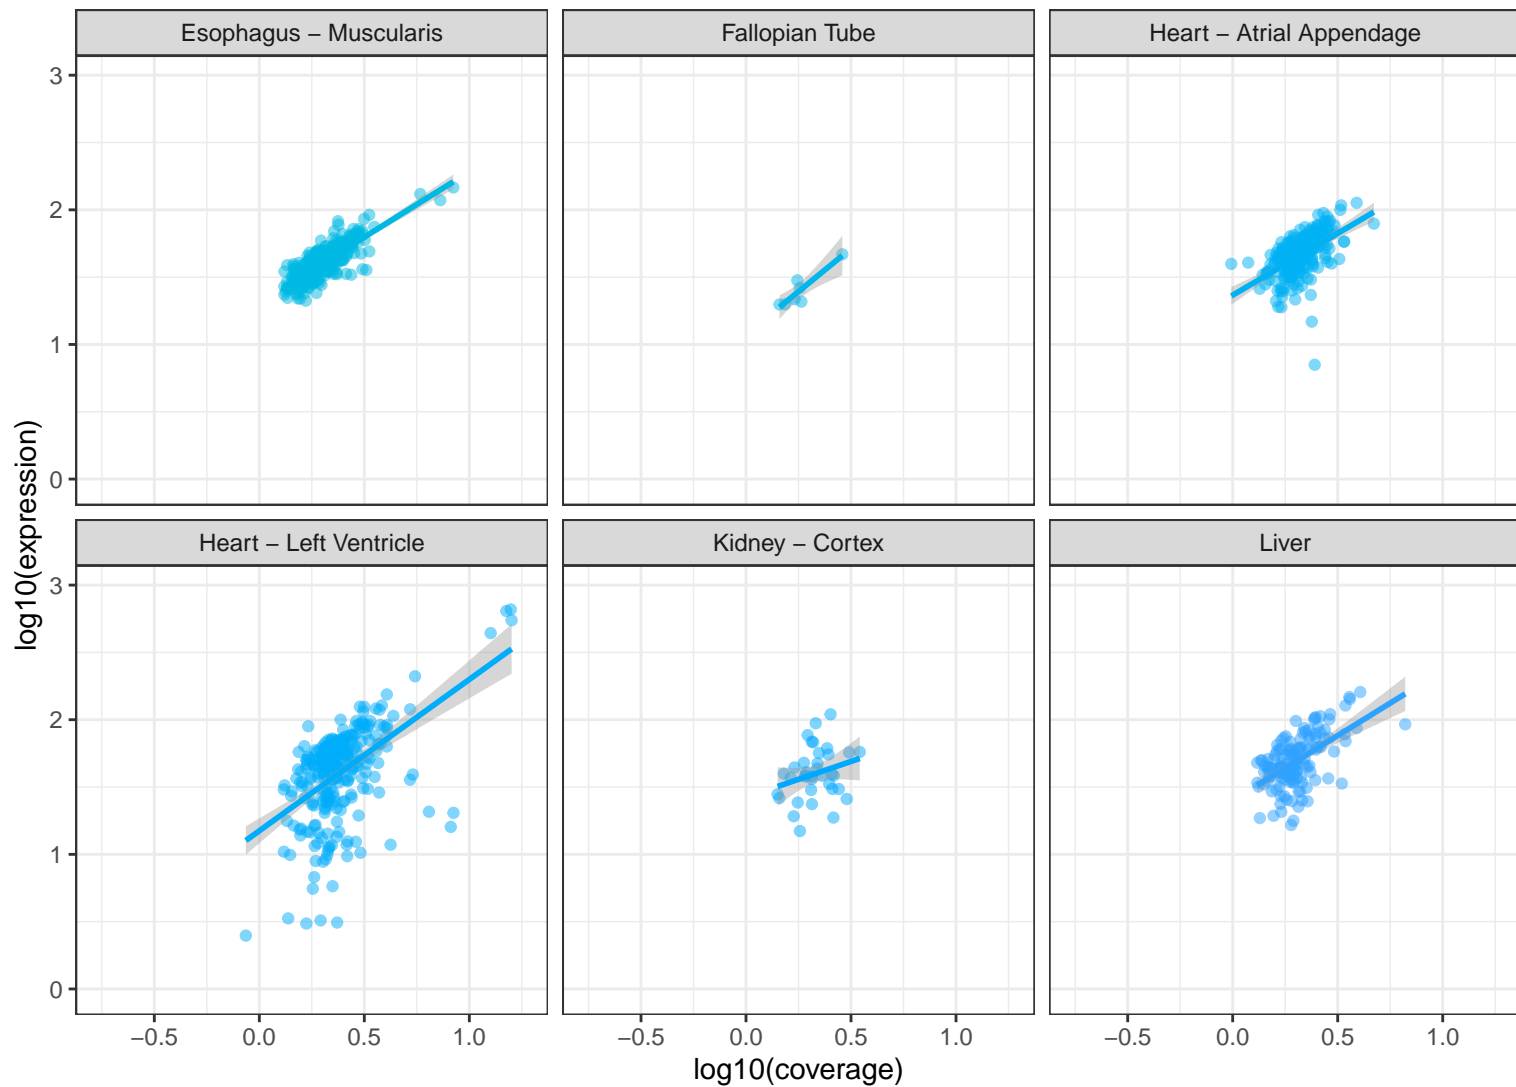 Esophagus − Muscularis
Fallopian Tube
Heart − Atrial Appendage
3
2
1
0
Heart − Left Ventricle
Kidney − Cortex
Liver
3
2
1
0
log10(expression)
−0.5 0.0 0.5 1.0
−0.5 0.0 0.5 1.0
−0.5 0.0 0.5 1.0
log10(coverage)